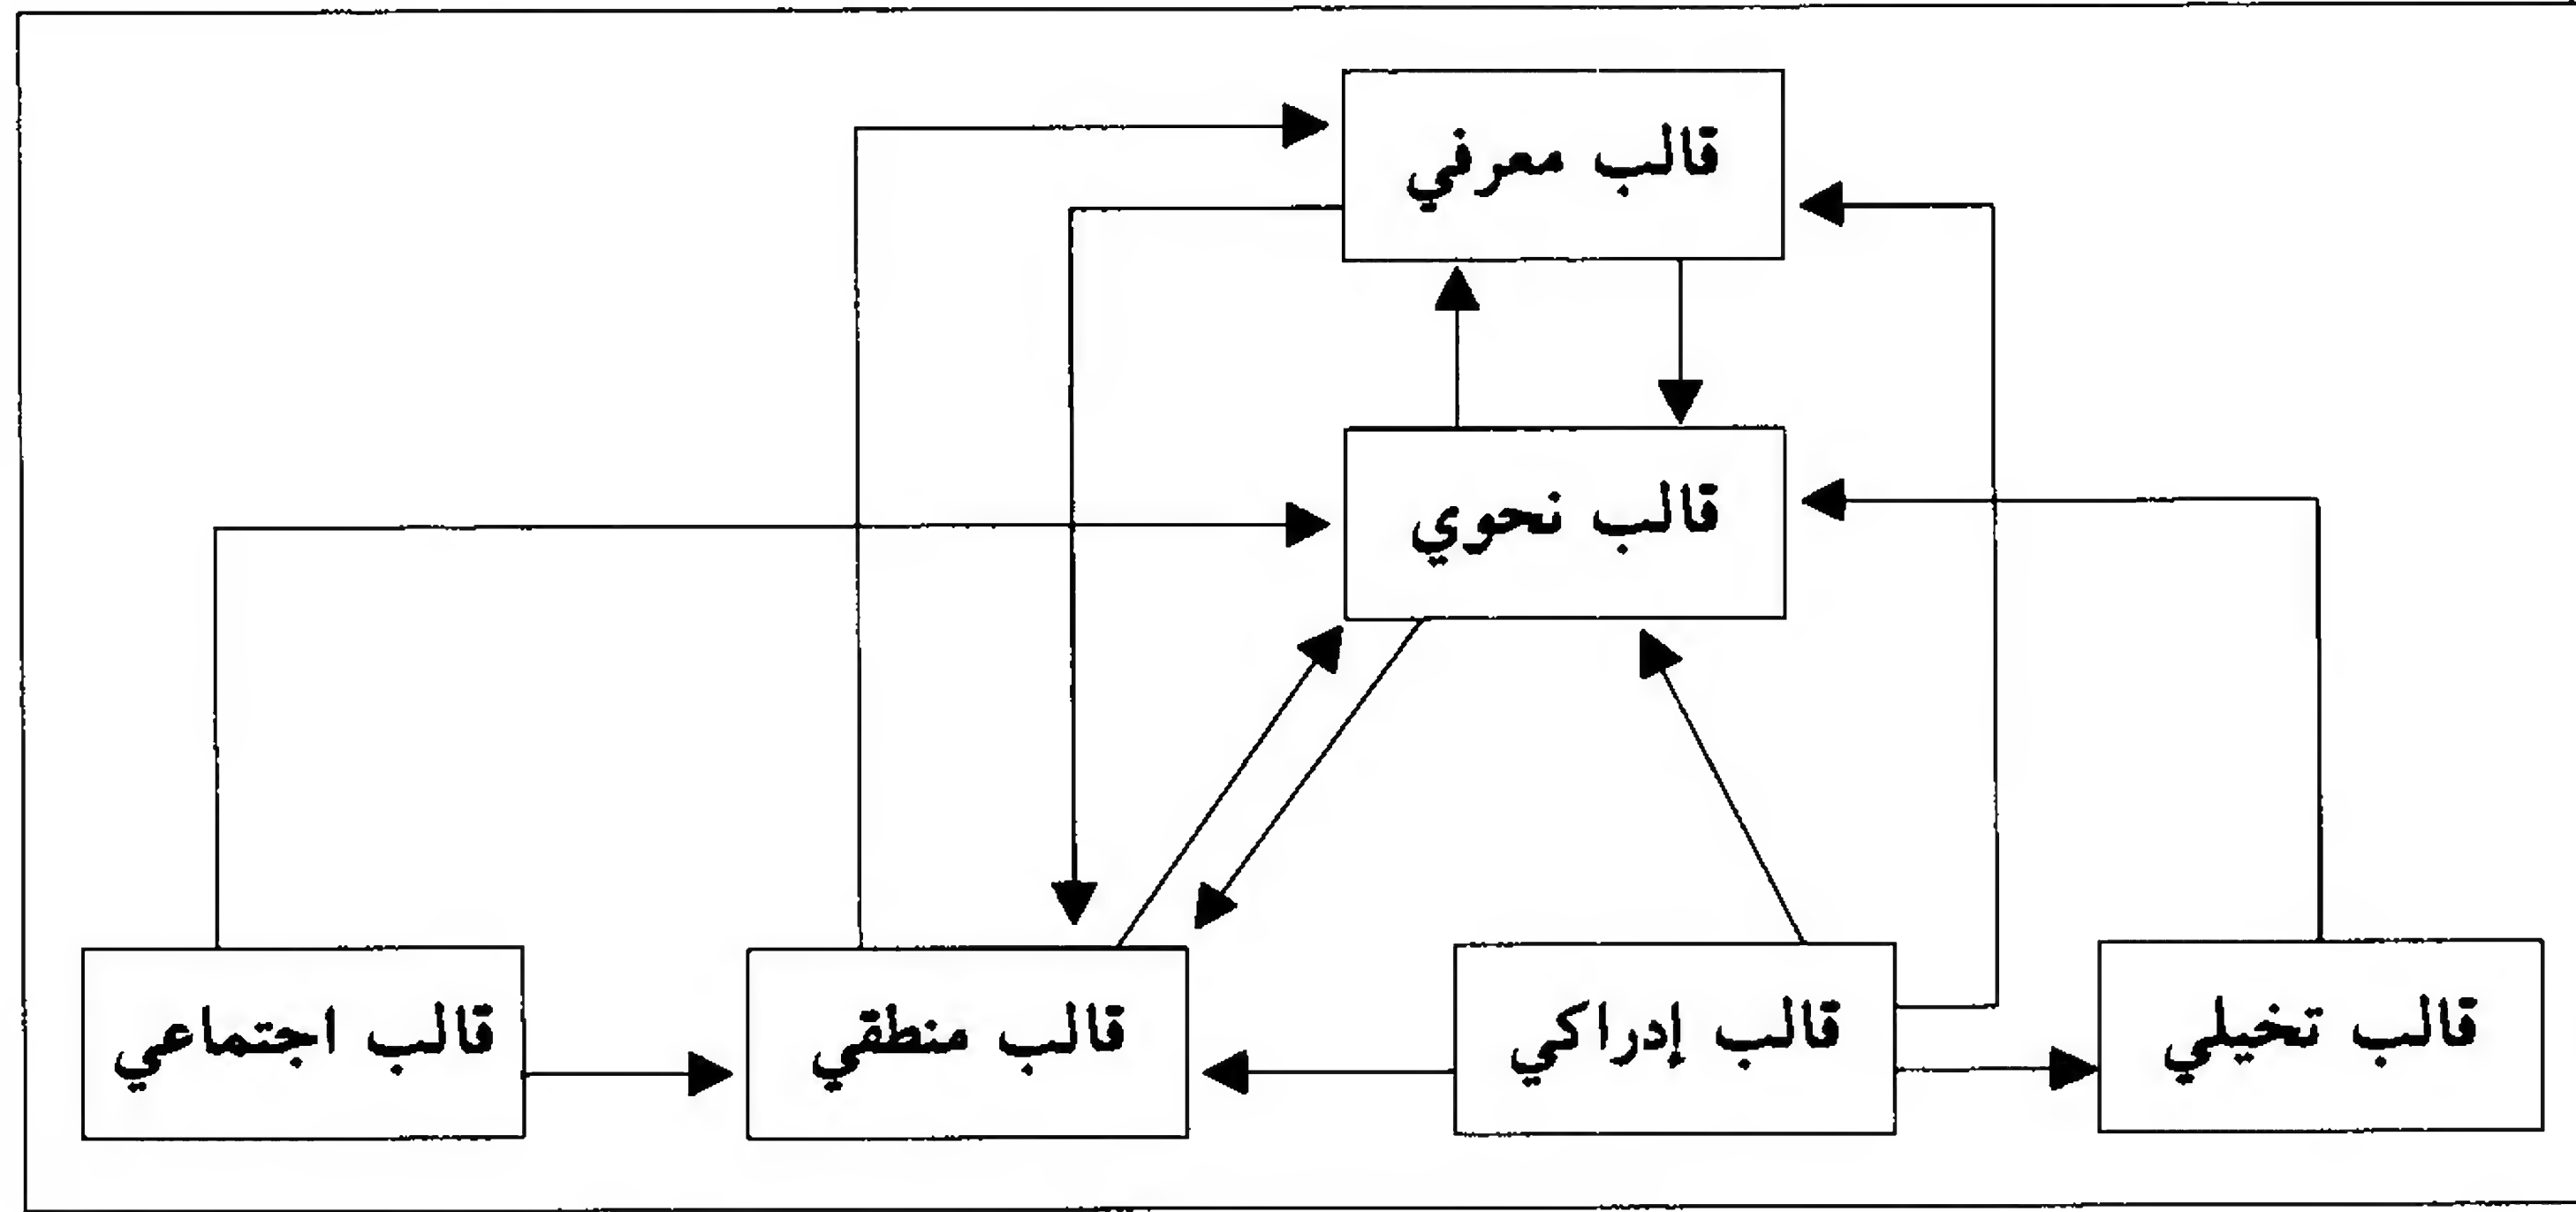 قالب معرفي
قالب نحوي
قالب تخيلي
قالب إدراكي
قالب منطقي
قالب اجتماعي